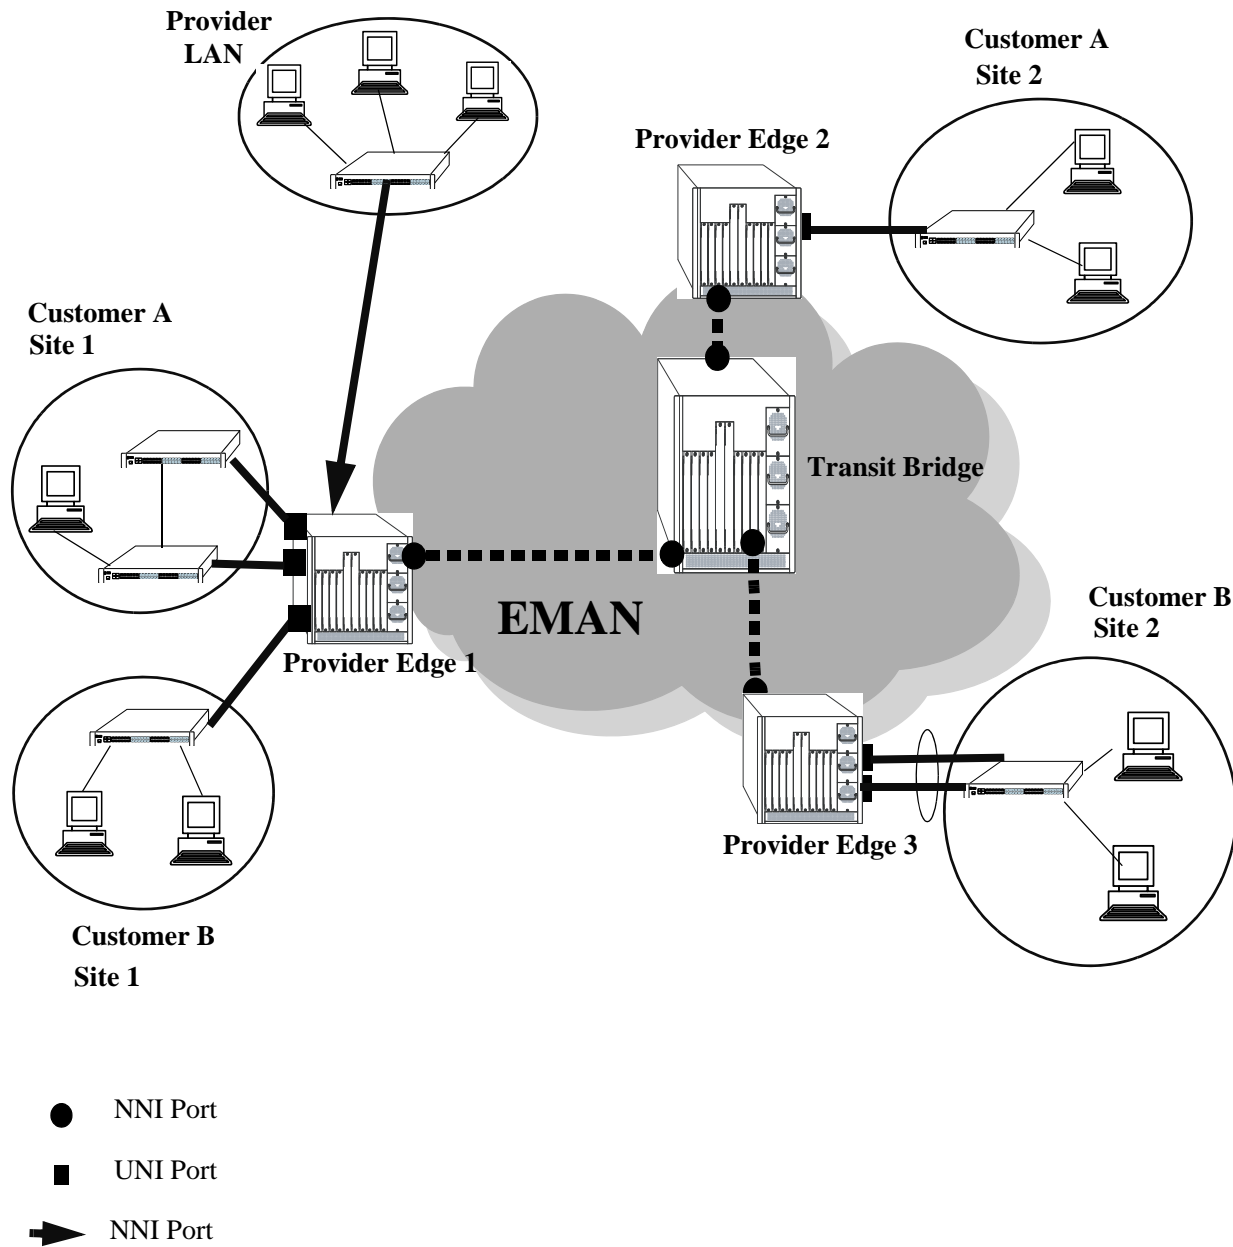 Provider
LAN
Customer A
Site 2
Provider Edge 2
Customer A
Site 1
Transit Bridge
EMAN
Customer B
Site 2
Provider Edge 1
Provider Edge 3
Customer B
Site 1
NNI Port
UNI Port
NNI Port